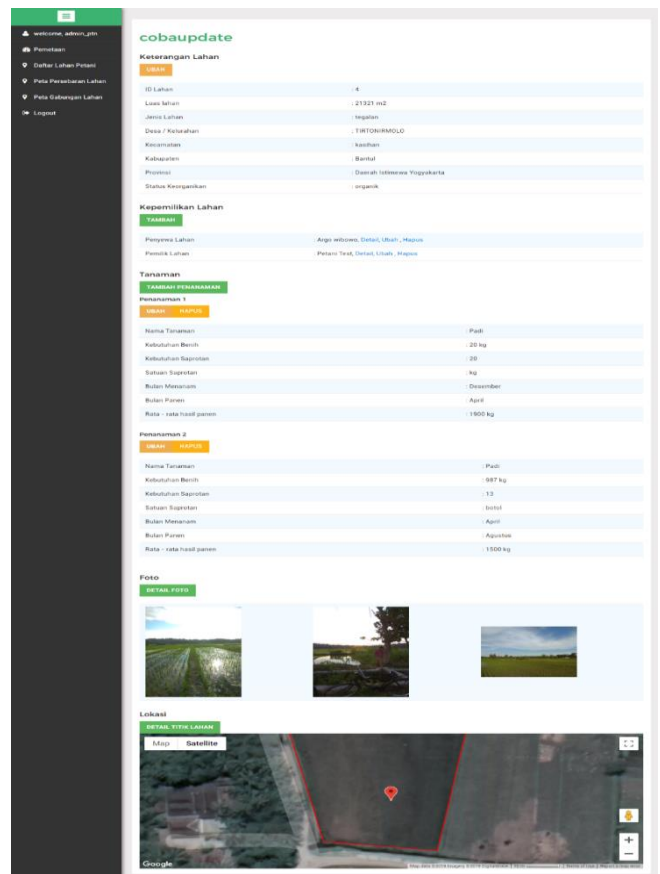 welcome, admin_ptn
Pemetaan
Daftar Lahan Petani
Peta Persebaran Lahan
Peta Gabungan Lahan
Logout
cobaupdate
Keterangan Lahan
UBAH
ID Lahan : 4
Luas lahan : 21321 m2
Jenis Lahan : tegalan
Desa / Kelurahan : TIRTONIRMOLO
Kecamatan : kasihan
Kabupaten : Bantul
Provinsi : Daerah Istimewa Yogyakarta
Status Keorganikan : organik
Kepemilikan Lahan
TAMBAH
Penyewa Lahan : Argo wibowo, Detail, Ubah , Hapus
Pemilik Lahan : Petani Test, Detail, Ubah , Hapus
Tanaman
TAMBAH PENANAMAN
Penanaman 1
UBAH HAPUS
Nama Tanaman : Padi
Kebutuhan Benih : 20 kg
Kebutuhan Saprotan : 20
Satuan Saprotan : kg
Bulan Menanam : Desember
Bulan Panen : April
Rata - rata hasil panen : 1900 kg
Penanaman 2
UBAH HAPUS
Nama Tanaman : Padi
Kebutuhan Benih : 987 kg
Kebutuhan Saprotan : 13
Satuan Saprotan : botol
Bulan Menanam : April
Bulan Panen : Agustus
Rata - rata hasil panen : 1500 kg
Foto
DETAIL FOTO
Lokasi
DETAIL TITIK LAHAN
Map Satellite
Google